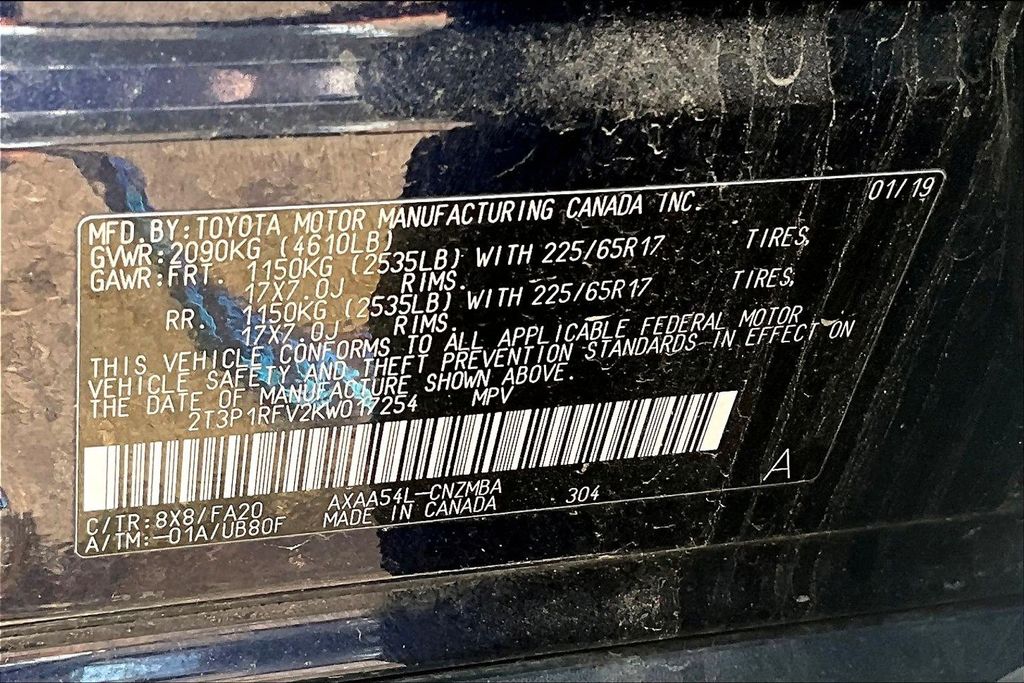 01/19
MFD. BY: TOYOTA MOTOR MANUFACTURING CANADA INC.
GVWR: 2090KG (4610LB)
GAWR: FRT. 1150KG (2535LB) WITH 225/65R17 TIRES,
17X7.0J RIMS.
RR. 1150KG (2535LB) WITH 225/65R17 TIRES,
17X7.0J RIMS.
THIS VEHICLE CONFORMS TO ALL APPLICABLE FEDERAL MOTOR
VEHICLE SAFETY AND THEFT PREVENTION STANDARDS IN EFFECT ON
THE DATE OF MANUFACTURE SHOWN ABOVE.
2T3P1RFV2KW017254 MPV
C/TR: 8X8/FA20 AXAA54L-CNZMBA 304 A
A/TM: -01A/UB80F MADE IN CANADA